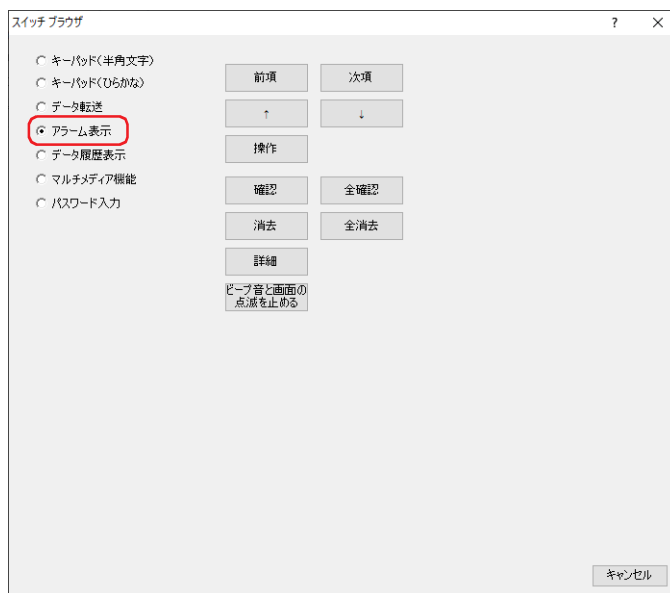 スイッチ ブラウザ
?
×
キーパッド(半角文字)
キーパッド(ひらかな)
データ転送
アラーム表示
データ履歴表示
マルチメディア機能
パスワード入力
前項
次項
↑
↓
操作
確認
全確認
消去
全消去
詳細
ビープ音と画面の
点滅を止める
キャンセル